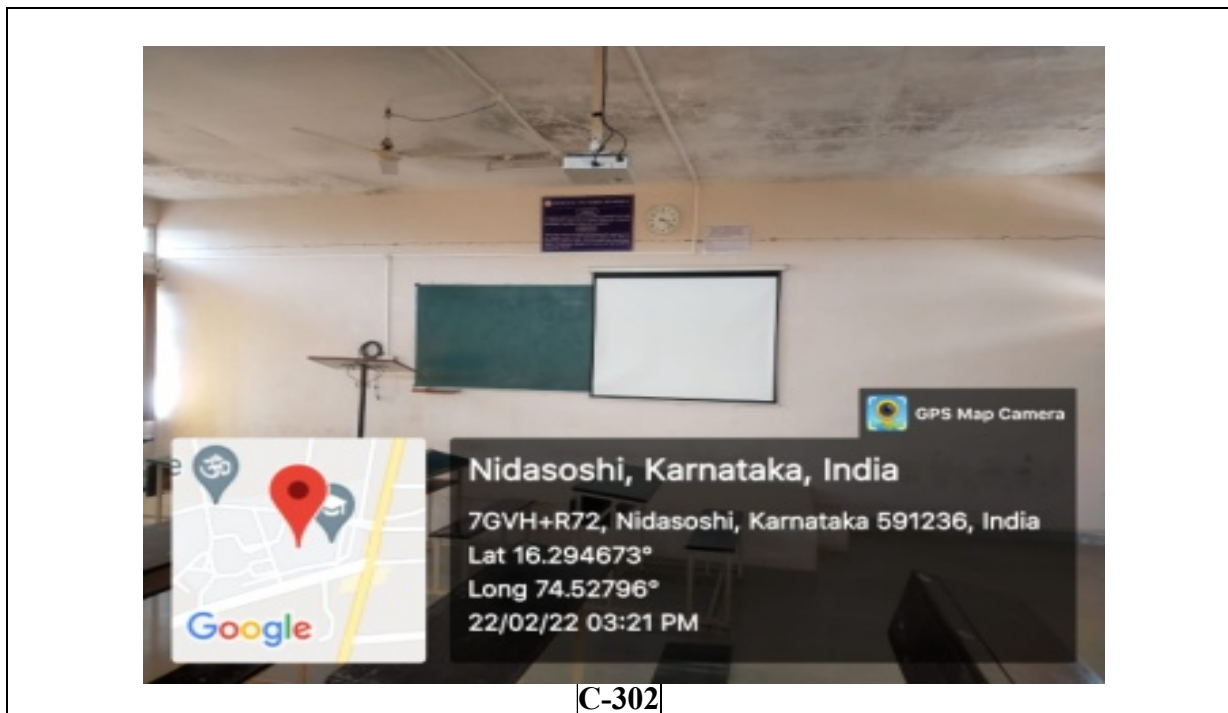 GPS Map Camera
Nidasoshi, Karnataka, India
7GVH+R72, Nidasoshi, Karnataka 591236, India
Lat 16.294673°
Long 74.52796°
22/02/22 03:21 PM
e
Google
C-302